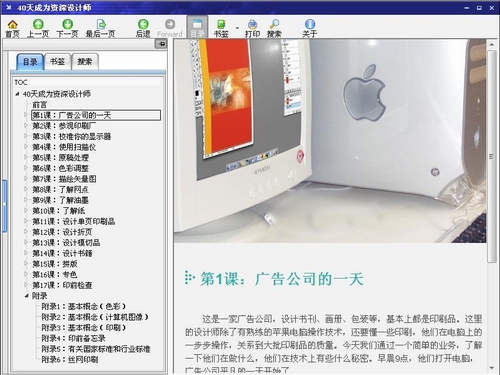 40天成为资深设计师
首页 上一页 下一页 最后一页 后退 Forward 目录 书签 打印 搜索 关于
目录 书签 搜索
TOC
40天成为资深设计师
前言
第1课：广告公司的一天
第2课：参观印刷厂
第3课：校准你的显示器
第4课：使用扫描仪
第5课：原稿处理
第6课：色彩调整
第7课：描绘矢量图
第8课：了解网点
第9课：了解油墨
第10课：了解纸
第11课：设计单页印刷品
第12课：设计折页
第13课：设计模切品
第14课：设计书籍
第15课：拼版
第16课：专色
第17课：印前检查
附录
附录1：基本概念（色彩）
附录2：基本概念（计算机图像）
附录3：基本概念（印刷）
附录4：印前备忘录
附录5：有关国家标准和行业标准
附录6：丝网印刷
第1课：广告公司的一天
这是一家广告公司，设计书刊、画册、包装等，基本上都是印刷品。这里
的设计师除了有熟练的苹果电脑操作技术，还要懂一些印刷，他们在电脑上的
一步步操作，关系到大批印刷品的质量。今天我们通过一个简单的业务，了解
一下他们在做什么，他们在技术上有些什么秘密。早晨9点，他们打开电脑，
广告公司平凡的一天开始了